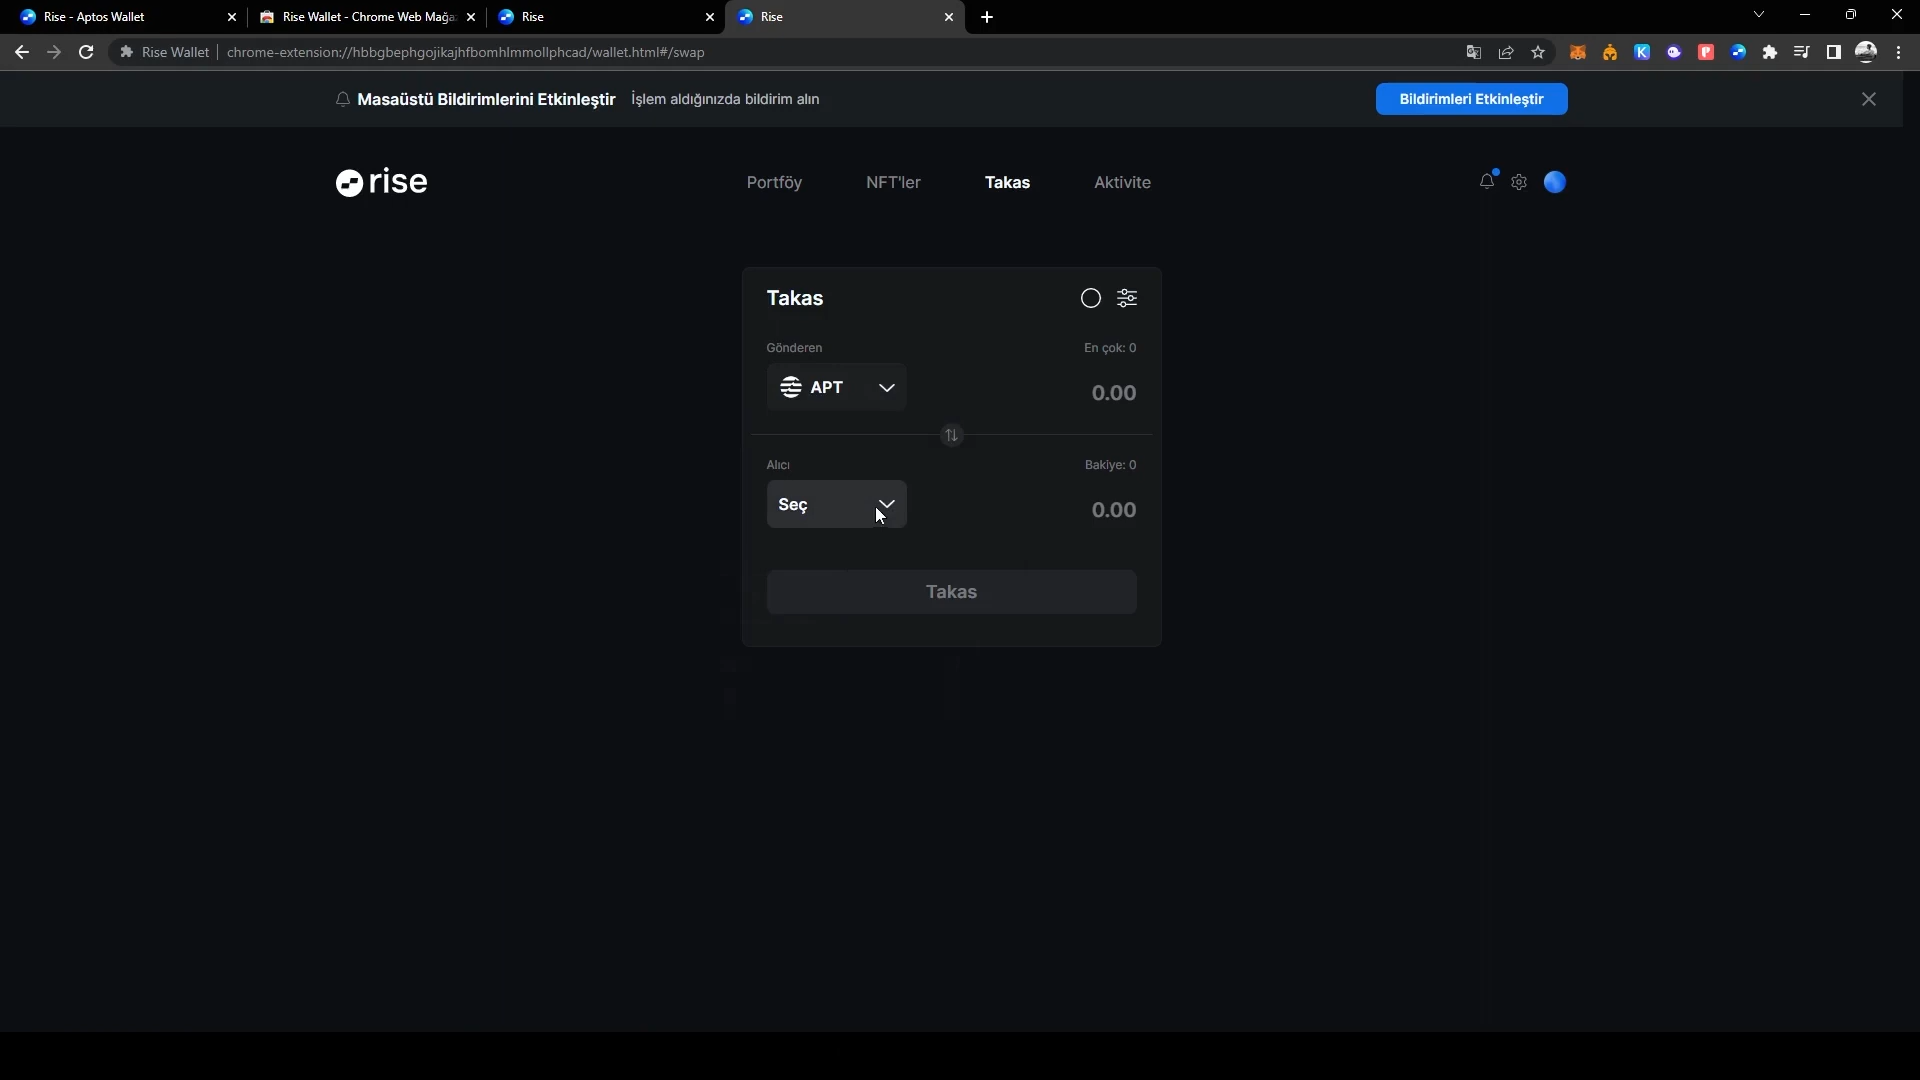 Rise - Aptos Wallet
Rise Wallet - Chrome Web Mağaz
Rise
Rise
Rise Wallet
chrome-extension://hbbgbephgojikajhfbomhlmmollphcad/wallet.html#/swap
Masaüstü Bildirimlerini Etkinleştir
İşlem aldığınızda bildirim alın
Bildirimleri Etkinleştir
rise
Portföy
NFT'ler
Takas
Aktivite
Takas
Gönderen
En çok: 0
APT
0.00
Alıcı
Bakiye: 0
Seç
0.00
Takas